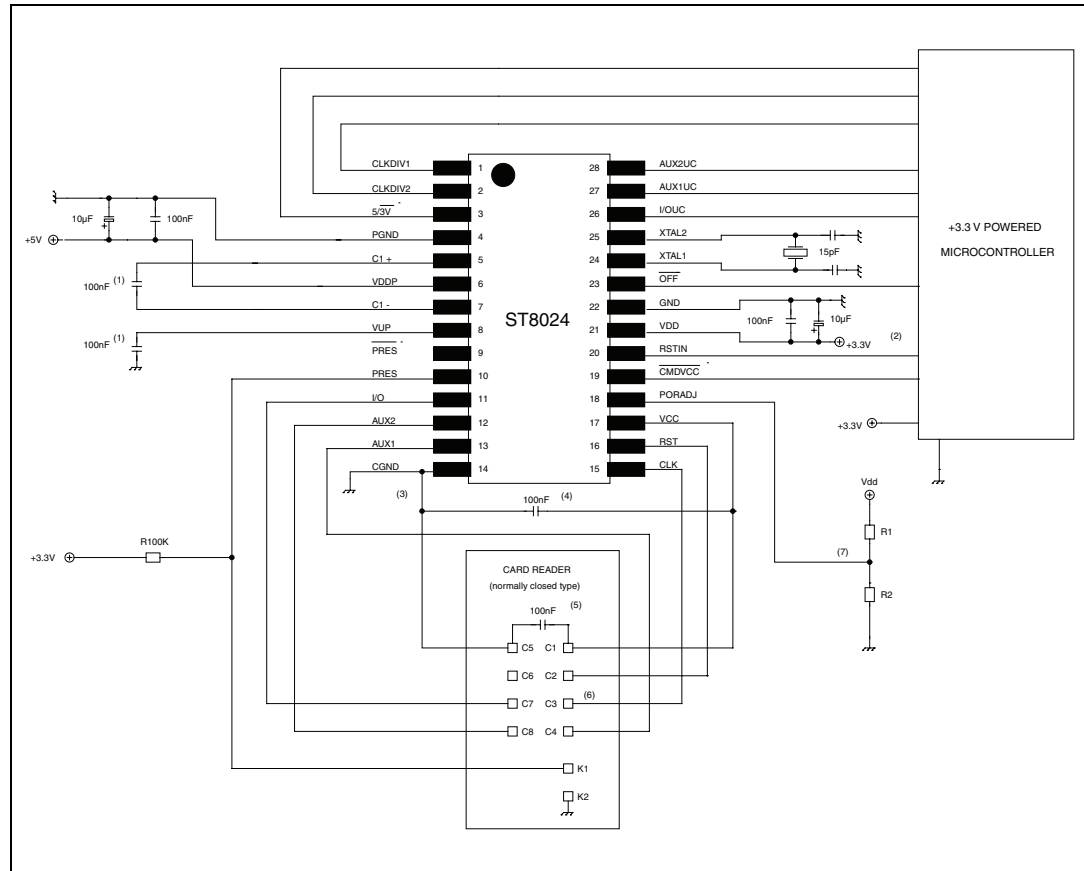 CLKDIV1 1
CLKDIV2 2
5/3V 3
PGND 4
C1 + 5
VDDP 6
C1 - 7
VUP 8
PRES 9
PRES 10
I/O 11
AUX2 12
AUX1 13
CGND 14
ST8024
28 AUX2UC
27 AUX1UC
26 I/OUC
25 XTAL2
24 XTAL1
23 OFF
22 GND
21 VDD
20 RSTIN
19 CMDVCC
18 PORADJ
17 VCC
16 RST
15 CLK
10µF
+
100nF
+5V
100nF (1)
100nF (1)
15pF
100nF
10µF
+
+3.3V (2)
+3.3 V POWERED
MICROCONTROLLER
+3.3V
Vdd
R1
(7)
R2
(3)
100nF (4)
+3.3V
R100K
CARD READER
(normally closed type)
100nF (5)
C5 C1
C6 C2
C7 C3 (6)
C8 C4
K1
K2